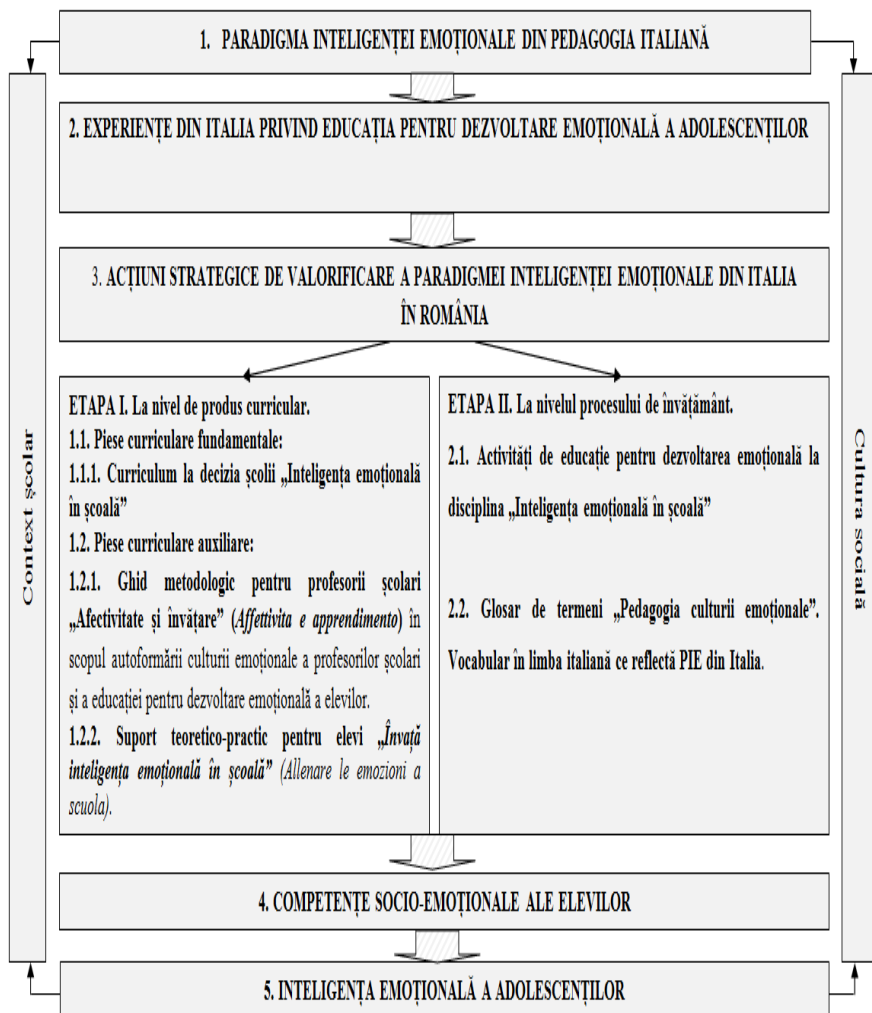 1. PARADIGMA INTELIGENȚEI EMOȚIONALE DIN PEDAGOGIA ITALIANĂ
2. EXPERIENȚE DIN ITALIA PRIVIND EDUCAȚIA PENTRU DEZVOLTARE EMOȚIONALĂ A ADOLESCENȚILOR
3. ACȚIUNI STRATEGICE DE VALORIFICARE A PARADIGMEI INTELIGENȚEI EMOȚIONALE DIN ITALIA
ÎN ROMÂNIA
Context școlar
ETAPA I. La nivel de produs curricular.
1.1. Piese curriculare fundamentale:
1.1.1. Curriculum la decizia școlii „Inteligența emoțională
în școală”
1.2. Piese curriculare auxiliare:
1.2.1. Ghid metodologic pentru profesorii școlari
„Afectivitate și învățare” (Affettivita e apprendimento) în
scopul autoformării culturii emoționale a profesorilor școlari
și a educației pentru dezvoltare emoțională a elevilor.
1.2.2. Suport teoretico-practic pentru elevi „Învață
inteligența emoțională în școală” (Allenare le emozioni a
scuola).
ETAPA II. La nivelul procesului de învățământ.
2.1. Activități de educație pentru dezvoltarea emoțională la
disciplina „Inteligența emoțională în școală”
2.2. Glosar de termeni „Pedagogia culturii emoționale”.
Vocabular în limba italiană ce reflectă PIE din Italia.
Cultura socială
4. COMPETENȚE SOCIO-EMOȚIONALE ALE ELEVILOR
5. INTELIGENȚA EMOȚIONALĂ A ADOLESCENȚILOR